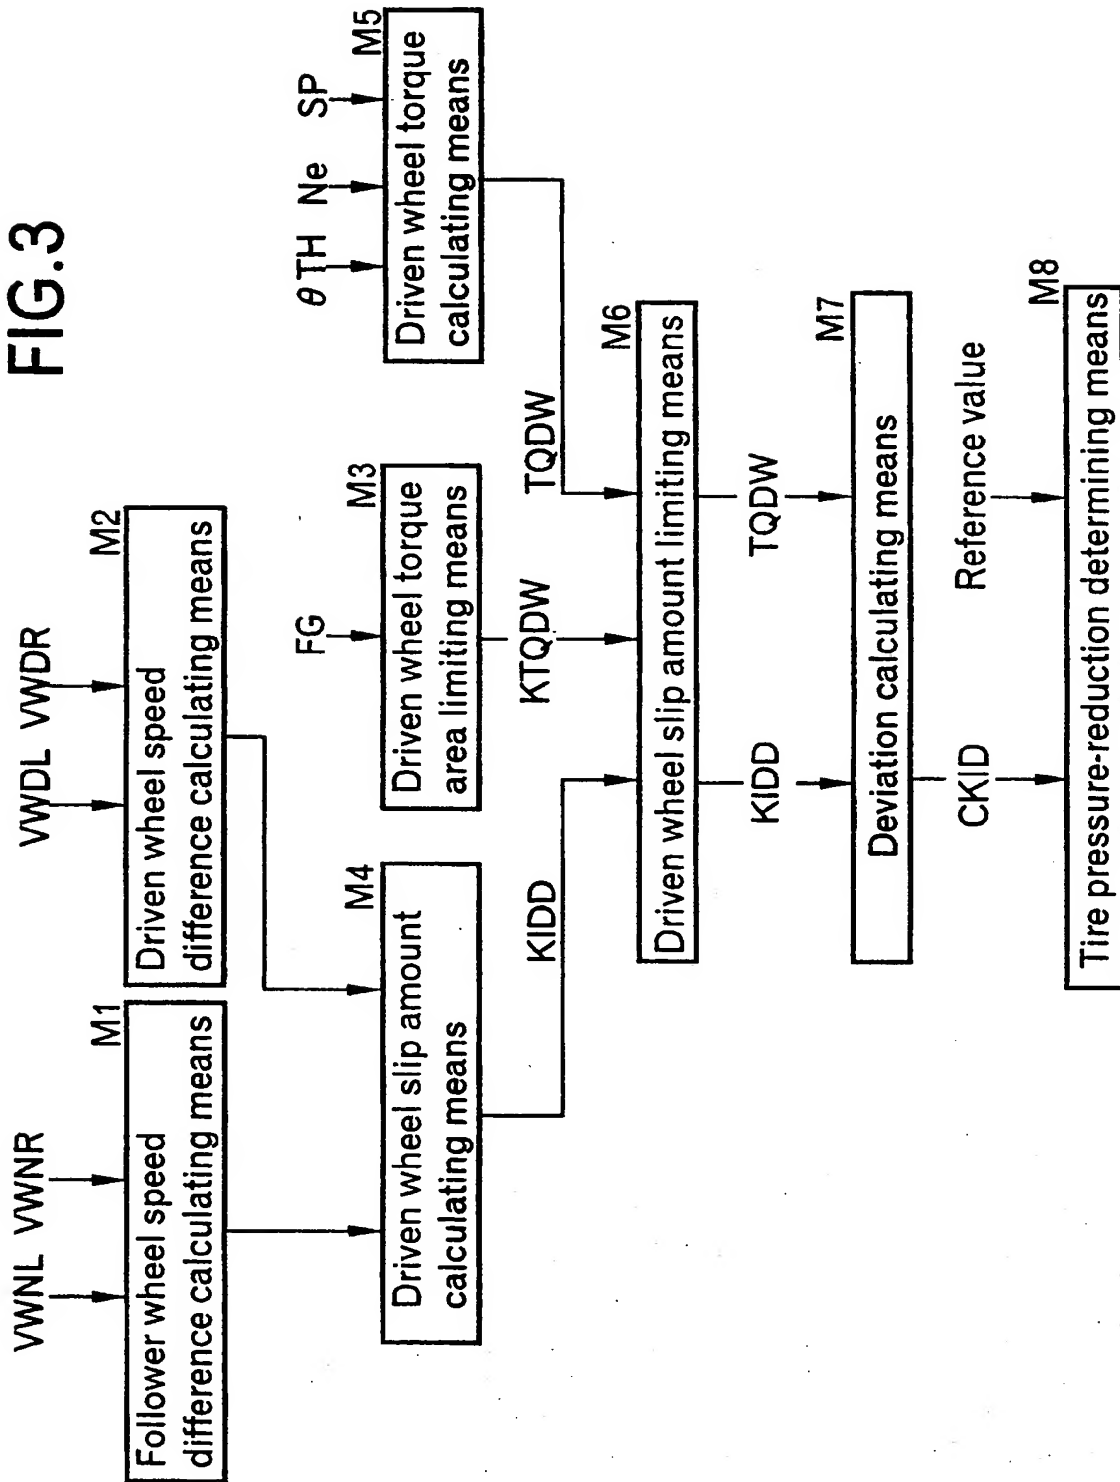 FIG.3
VWNL VWNR
M1
Follower wheel speed
difference calculating means
VWDL VWDR
M2
Driven wheel speed
difference calculating means
M4
Driven wheel slip amount
calculating means
FG
M3
Driven wheel torque
area limiting means
θTH Ne SP
M5
Driven wheel torque
calculating means
KIDD
KTQDW
TQDW
M6
Driven wheel slip amount limiting means
KIDD
TQDW
M7
Deviation calculating means
CKID
Reference value
M8
Tire pressure-reduction determining means